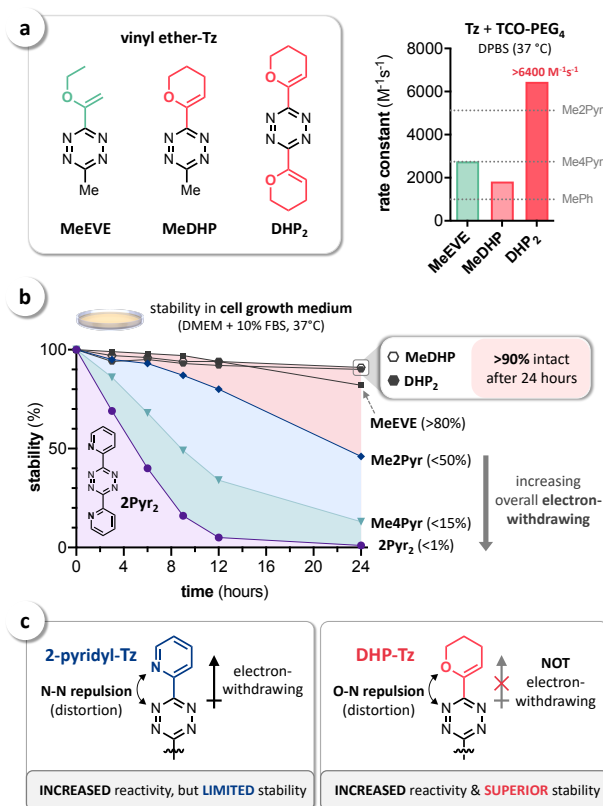 a
vinyl ether-Tz
O
N N
N N
Me
MeEVE
O
N N
N N
Me
MeDHP
O
N N
N N
O
DHP₂
Tz + TCO-PEG₄
DPBS (37 °C)
>6400 M⁻¹s⁻¹
rate constant (M⁻¹s⁻¹)
8000
6000
4000
2000
0
Me2Pyr
Me4Pyr
MePh
MeEVE
MeDHP
DHP₂
b
stability in cell growth medium
(DMEM + 10% FBS, 37°C)
stability (%)
100
50
0
N
N N
N N
N
2Pyr₂
0 4 8 12 16 20 24
time (hours)
MeDHP
DHP₂
>90% intact
after 24 hours
MeEVE (>80%)
Me2Pyr (<50%)
Me4Pyr (<15%)
2Pyr₂ (<1%)
increasing
overall electron-
withdrawing
c
2-pyridyl-Tz
N-N repulsion
(distortion)
N
N N
N N
electron-
withdrawing
INCREASED reactivity, but LIMITED stability
DHP-Tz
O-N repulsion
(distortion)
O
N N
N N
NOT
electron-
withdrawing
INCREASED reactivity & SUPERIOR stability